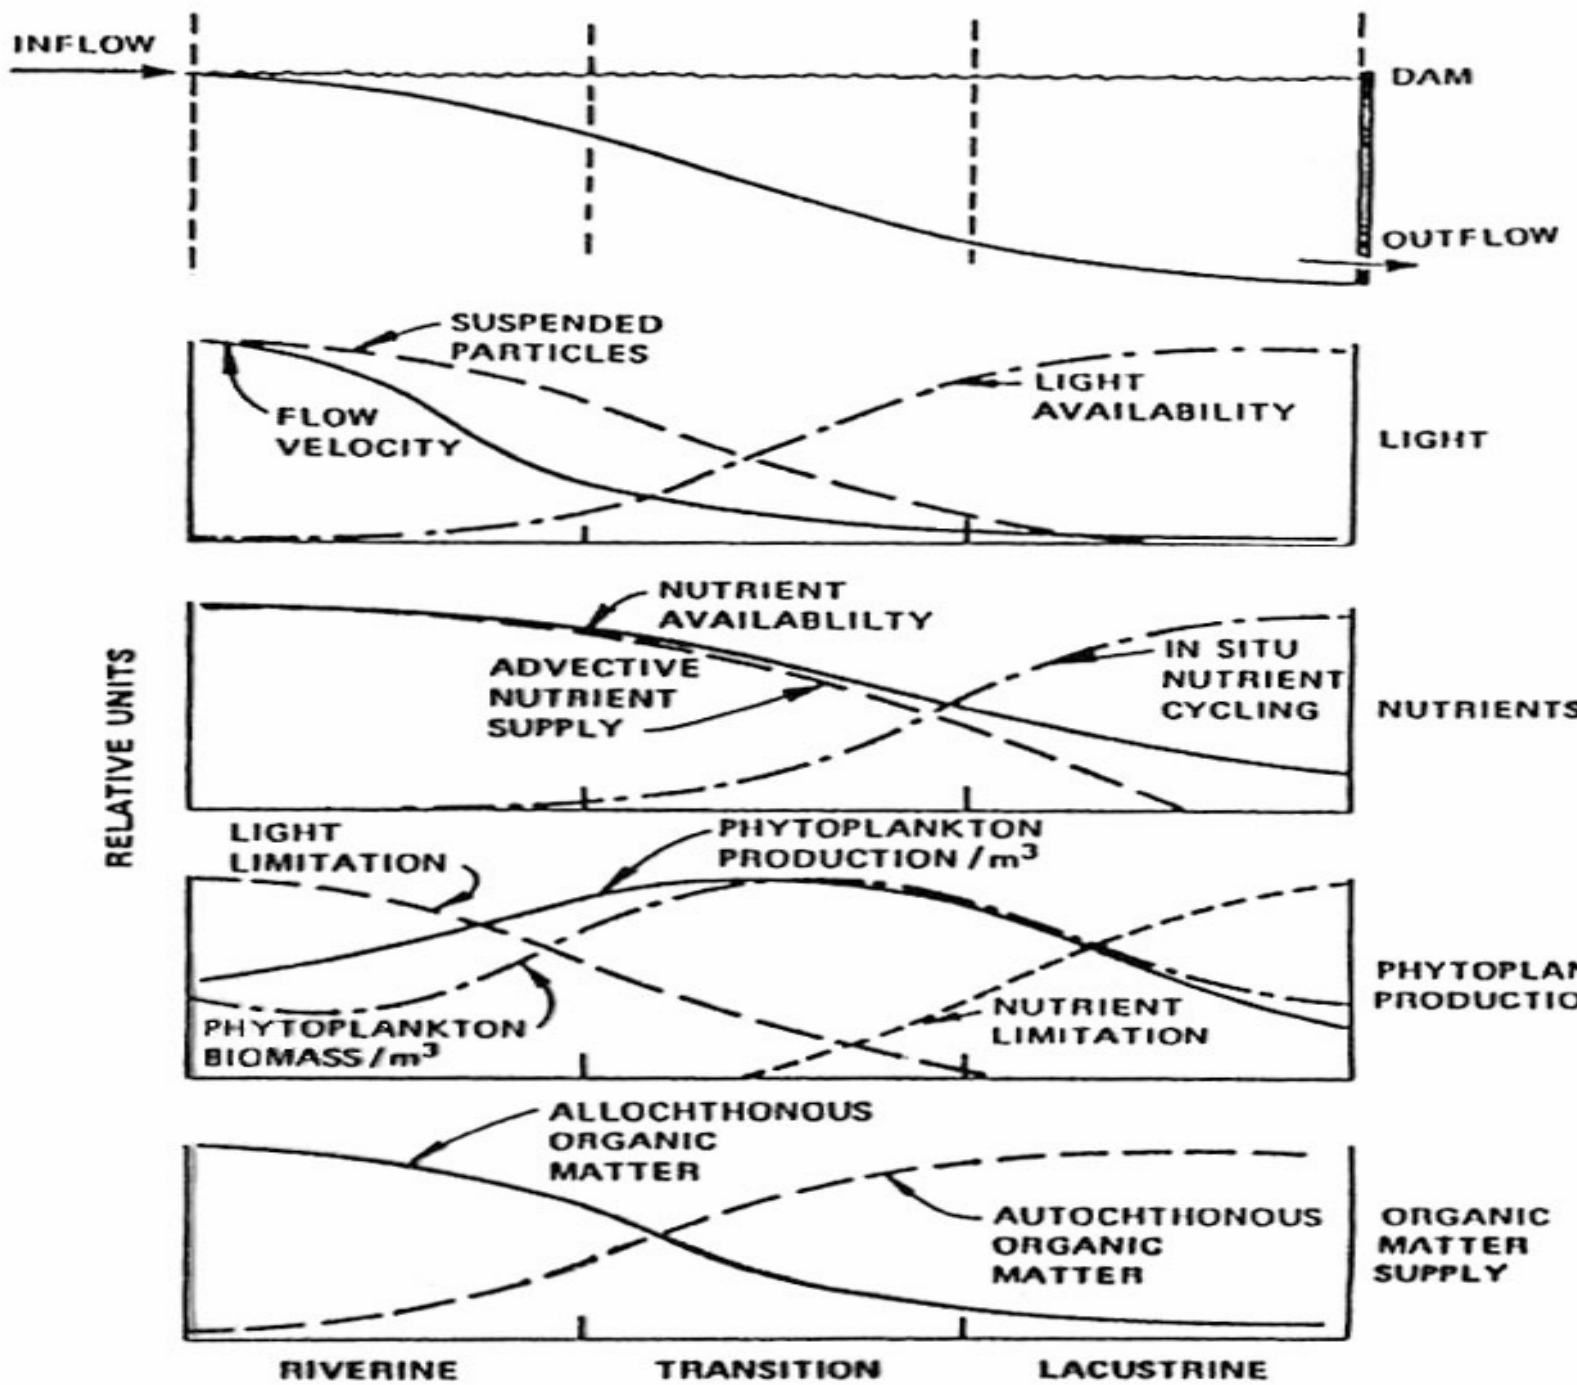 INFLOW
DAM
OUTFLOW
SUSPENDED
PARTICLES
FLOW
VELOCITY
LIGHT
AVAILABILITY
LIGHT
NUTRIENT
AVAILABLILTY
ADVECTIVE
NUTRIENT
SUPPLY
IN SITU
NUTRIENT
CYCLING
NUTRIENTS
RELATIVE UNITS
LIGHT
LIMITATION
PHYTOPLANKTON
PRODUCTION/m³
PHYTOPLANKTON
BIOMASS/m³
NUTRIENT
LIMITATION
PHYTOPLAN
PRODUCTIO
ALLOCHTHONOUS
ORGANIC
MATTER
AUTOCHTHONOUS
ORGANIC
MATTER
ORGANIC
MATTER
SUPPLY
RIVERINE TRANSITION LACUSTRINE